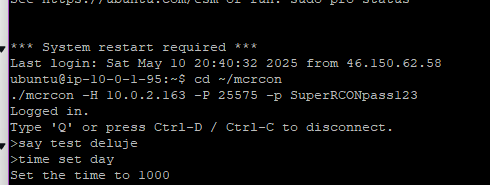 See https://ubuntu.com/esm or run: sudo pro status
*** System restart required ***
Last login: Sat May 10 20:40:32 2025 from 46.150.62.58
ubuntu@ip-10-0-1-95:~$ cd ~/mcrcon
./mcrcon -H 10.0.2.163 -P 25575 -p SuperRCONpass123
Logged in.
Type 'Q' or press Ctrl-D / Ctrl-C to disconnect.
>say test deluje
>time set day
Set the time to 1000